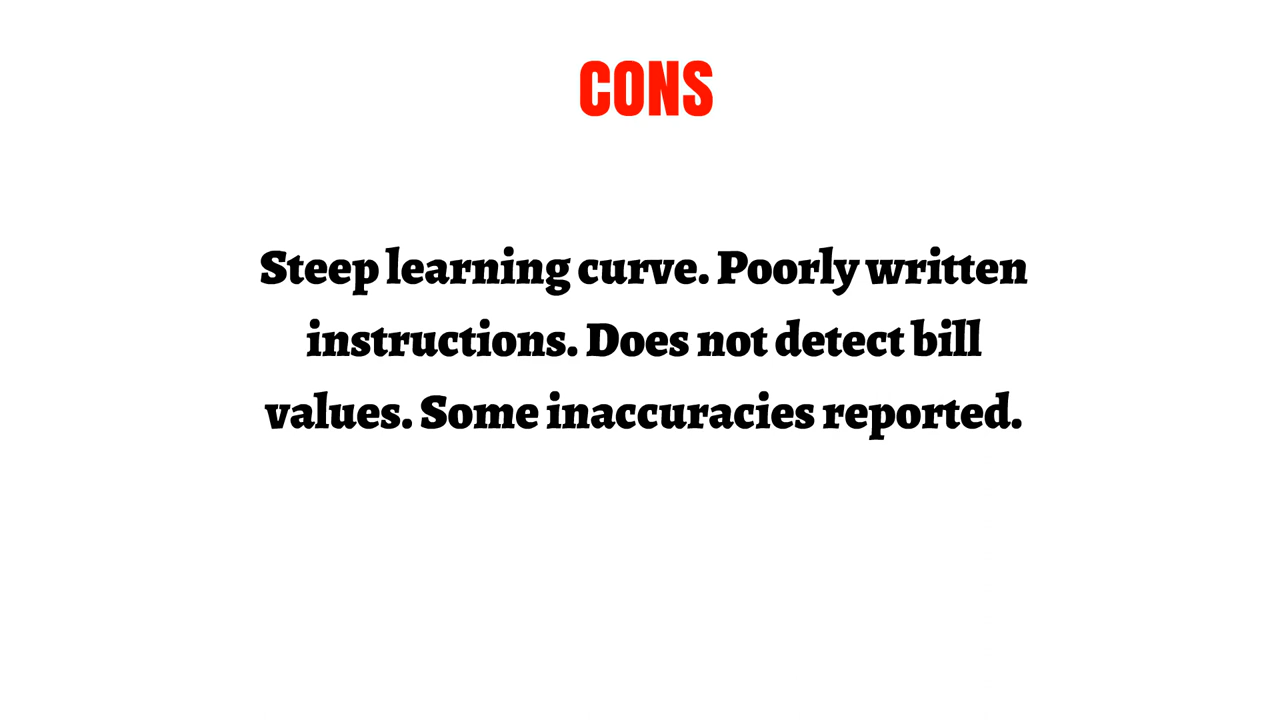 CONS
Steep learning curve. Poorly written
instructions. Does not detect bill
values. Some inaccuracies reported.